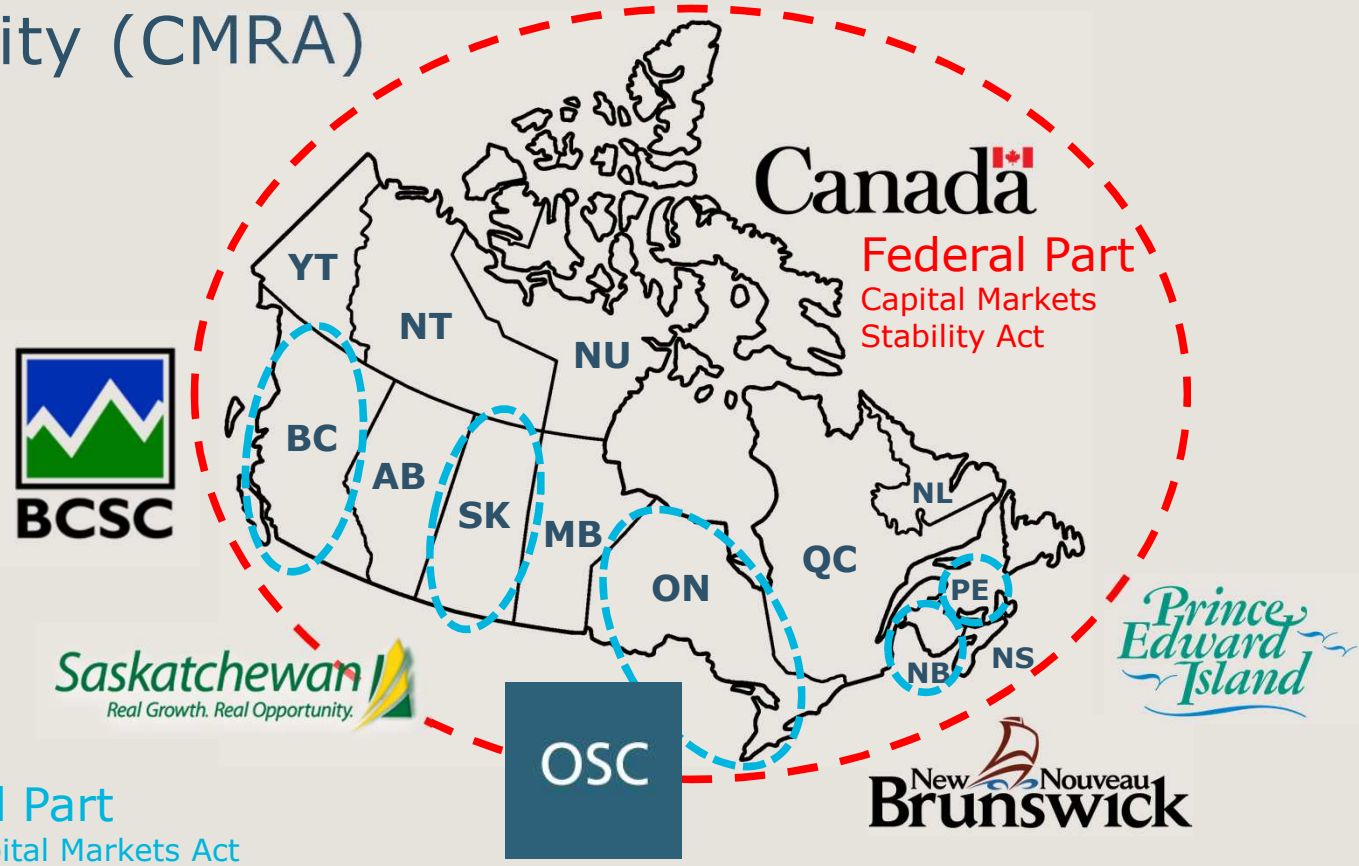 ity (CMRA)
Canada
Federal Part
Capital Markets
Stability Act
YT
NT
NU
BC
AB
SK
MB
ON
QC
NL
PE
NB
NS
BCSC
Saskatchewan
Real Growth. Real Opportunity.
OSC
Prince
Edward
Island
New Nouveau
Brunswick
l Part
pital Markets Act